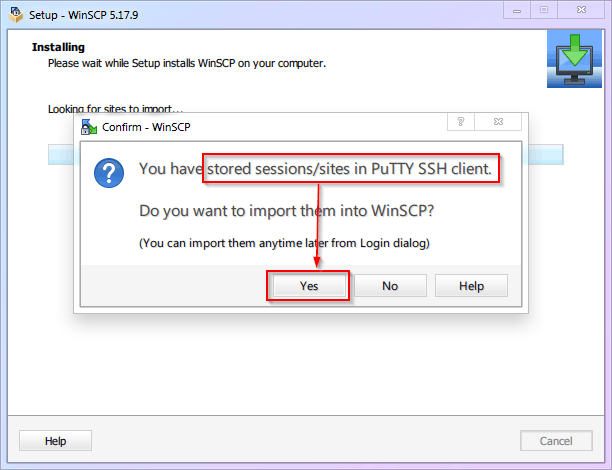 Setup - WinSCP 5.17.9
Installing
Please wait while Setup installs WinSCP on your computer.
Looking for sites to import...
Confirm - WinSCP
?
You have stored sessions/sites in PuTTY SSH client.
Do you want to import them into WinSCP?
(You can import them anytime later from Login dialog)
Yes No Help
Help Cancel